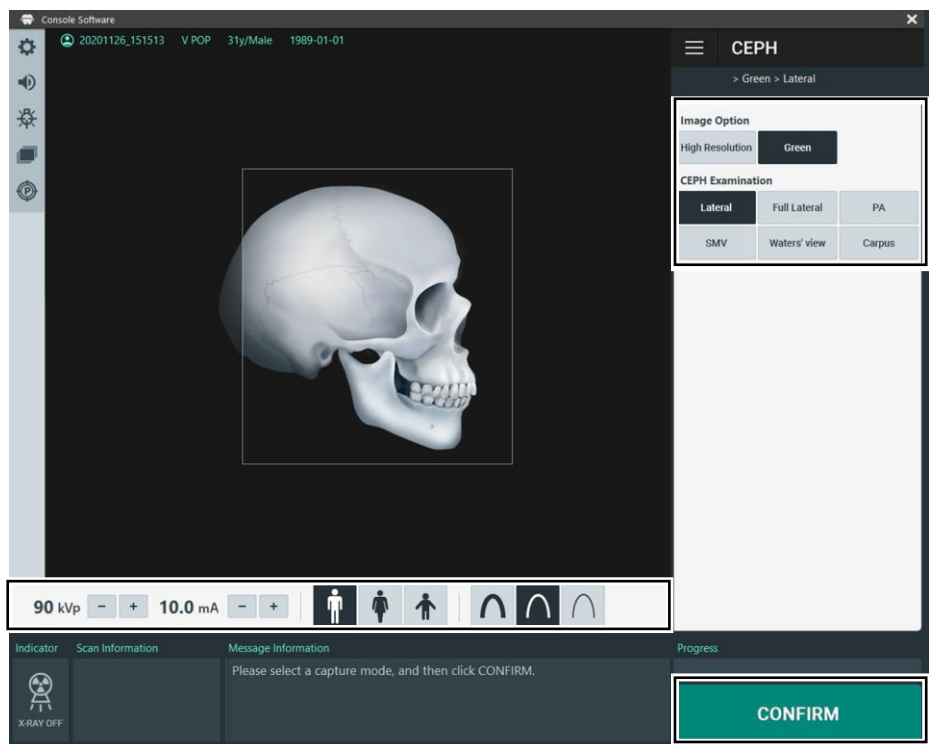 Console Software
20201126_151513 V POP 31y/Male 1989-01-01
CEPH
> Green > Lateral
Image Option
High Resolution Green
CEPH Examination
Lateral Full Lateral PA
SMV Waters' view Carpus
90 kVp - + 10.0 mA - +
Indicator Scan Information Message Information Progress
Please select a capture mode, and then click CONFIRM.
X-RAY OFF
CONFIRM